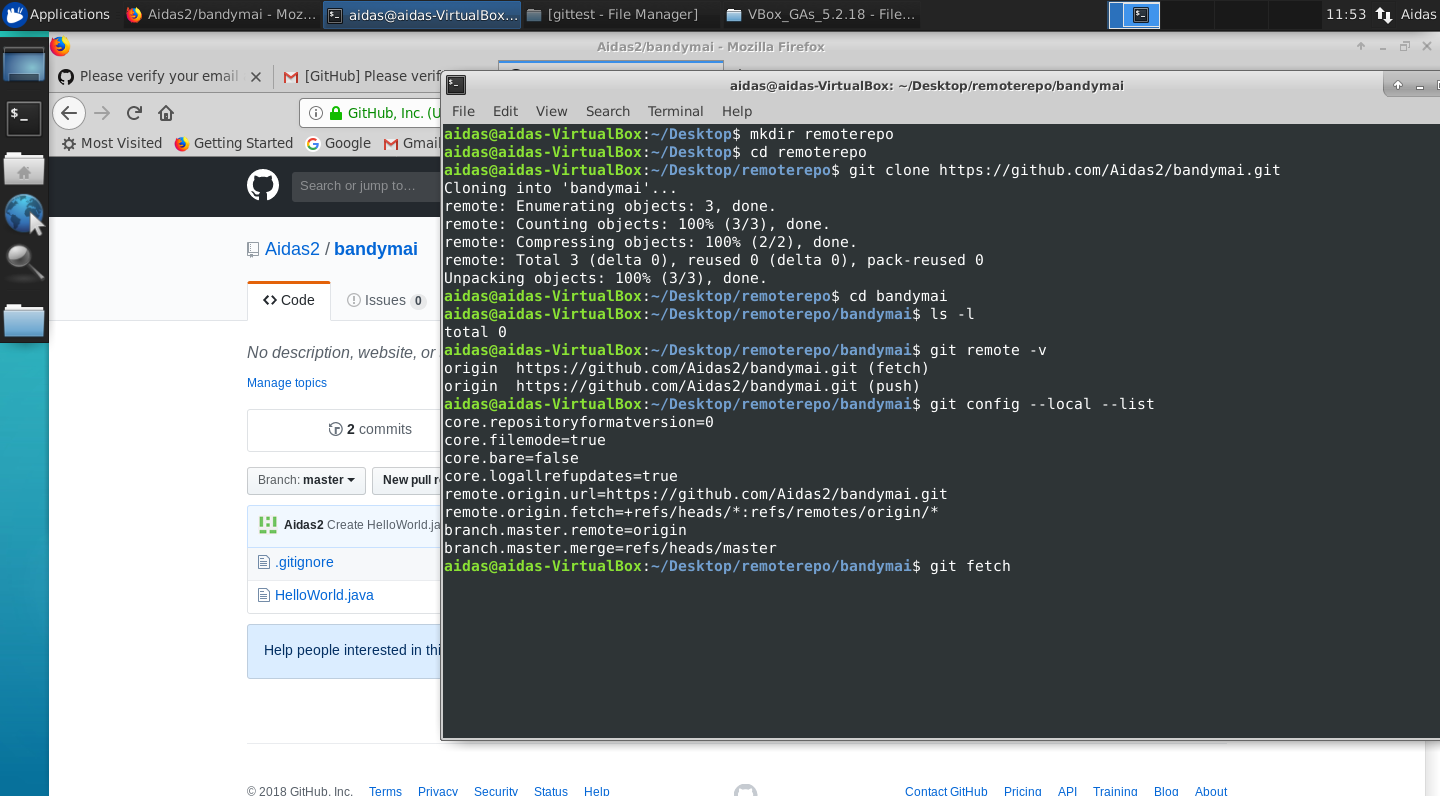 Applications
Aidas2/bandymai - Moz...
aidas@aidas-VirtualBox...
[gittest - File Manager]
VBox_GAs_5.2.18 - File...
11:53
Aidas
Aidas2/bandymai - Mozilla Firefox
Please verify your email
[GitHub] Please verif
GitHub, Inc. (U
Most Visited
Getting Started
Google
Gmail
Search or jump to...
Aidas2 / bandymai
Code
Issues 0
No description, website, or
Manage topics
2 commits
Branch: master
New pull r
Aidas2 Create HelloWorld.ja
.gitignore
HelloWorld.java
Help people interested in thi
© 2018 GitHub, Inc.
Terms
Privacy
Security
Status
Help
Contact GitHub
Pricing
API
Training
Blog
About
aidas@aidas-VirtualBox: ~/Desktop/remoterepo/bandymai
File Edit View Search Terminal Help
aidas@aidas-VirtualBox:~/Desktop$ mkdir remoterepo
aidas@aidas-VirtualBox:~/Desktop$ cd remoterepo
aidas@aidas-VirtualBox:~/Desktop/remoterepo$ git clone https://github.com/Aidas2/bandymai.git
Cloning into 'bandymai'...
remote: Enumerating objects: 3, done.
remote: Counting objects: 100% (3/3), done.
remote: Compressing objects: 100% (2/2), done.
remote: Total 3 (delta 0), reused 0 (delta 0), pack-reused 0
Unpacking objects: 100% (3/3), done.
aidas@aidas-VirtualBox:~/Desktop/remoterepo$ cd bandymai
aidas@aidas-VirtualBox:~/Desktop/remoterepo/bandymai$ ls -l
total 0
aidas@aidas-VirtualBox:~/Desktop/remoterepo/bandymai$ git remote -v
origin  https://github.com/Aidas2/bandymai.git (fetch)
origin  https://github.com/Aidas2/bandymai.git (push)
aidas@aidas-VirtualBox:~/Desktop/remoterepo/bandymai$ git config --local --list
core.repositoryformatversion=0
core.filemode=true
core.bare=false
core.logallrefupdates=true
remote.origin.url=https://github.com/Aidas2/bandymai.git
remote.origin.fetch=+refs/heads/*:refs/remotes/origin/*
branch.master.remote=origin
branch.master.merge=refs/heads/master
aidas@aidas-VirtualBox:~/Desktop/remoterepo/bandymai$ git fetch